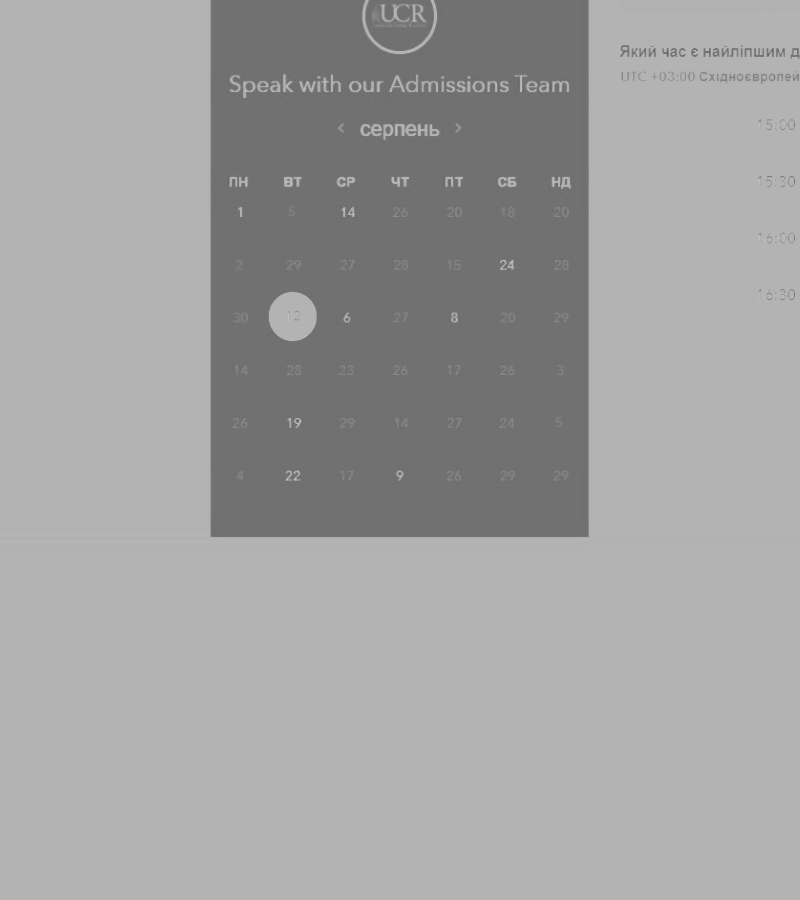 UCR
Speak with our Admissions Team
‹ серпень ›
ПН ВТ СР ЧТ ПТ СБ НД
1 5 14 26 20 18 20
2 29 27 28 15 24 28
30 12 6 27 8 20 29
14 28 23 26 17 26 3
26 19 29 14 27 24 5
4 22 17 9 26 29 29
Який час є найліпшим д
UTC +03:00 Східноєвропей
15:00
15:30
16:00
16:30